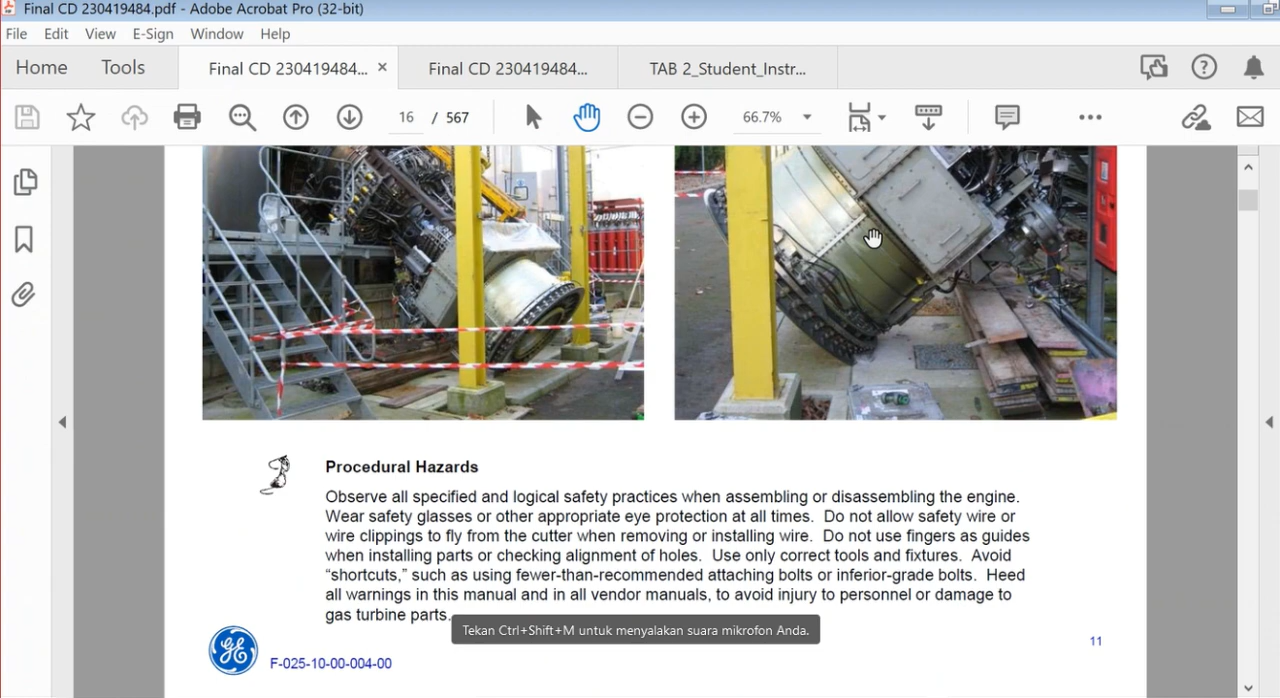 Final CD 230419484.pdf - Adobe Acrobat Pro (32-bit)
File Edit View E-Sign Window Help
Home Tools Final CD 230419484... × Final CD 230419484... TAB 2_Student_Instr...
16 / 567 66.7%
Procedural Hazards
Observe all specified and logical safety practices when assembling or disassembling the engine.
Wear safety glasses or other appropriate eye protection at all times. Do not allow safety wire or
wire clippings to fly from the cutter when removing or installing wire. Do not use fingers as guides
when installing parts or checking alignment of holes. Use only correct tools and fixtures. Avoid
“shortcuts,” such as using fewer-than-recommended attaching bolts or inferior-grade bolts. Heed
all warnings in this manual and in all vendor manuals, to avoid injury to personnel or damage to
gas turbine parts.
Tekan Ctrl+Shift+M untuk menyalakan suara mikrofon Anda.
11
GE
F-025-10-00-004-00